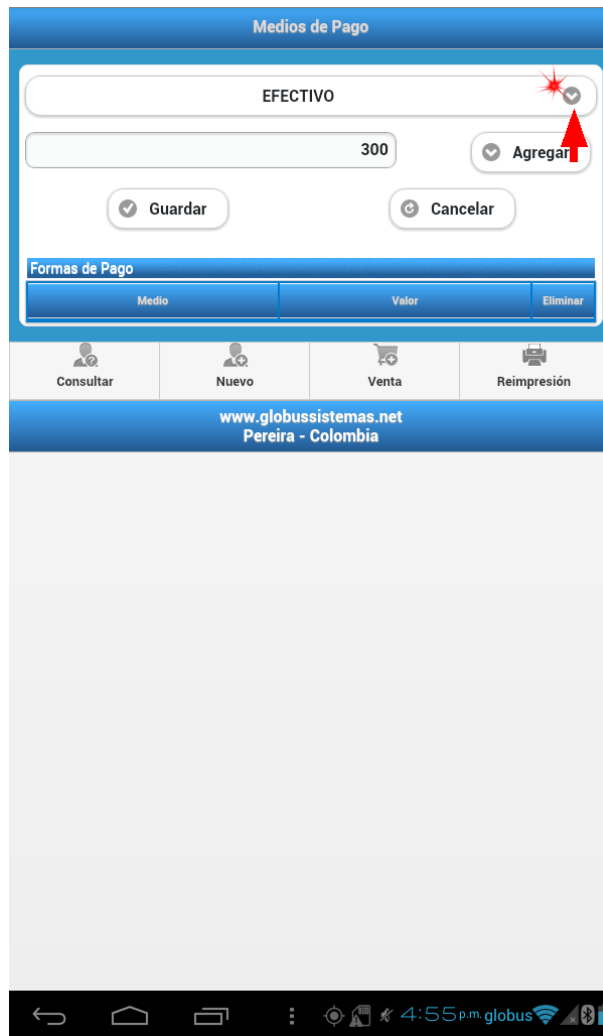 Medios de Pago
EFECTIVO
300
Agregar
Guardar
Cancelar
Formas de Pago
Medio
Valor
Eliminar
Consultar
Nuevo
Venta
Reimpresión
www.globussistemas.net
Pereira - Colombia
4:55 p.m. globus